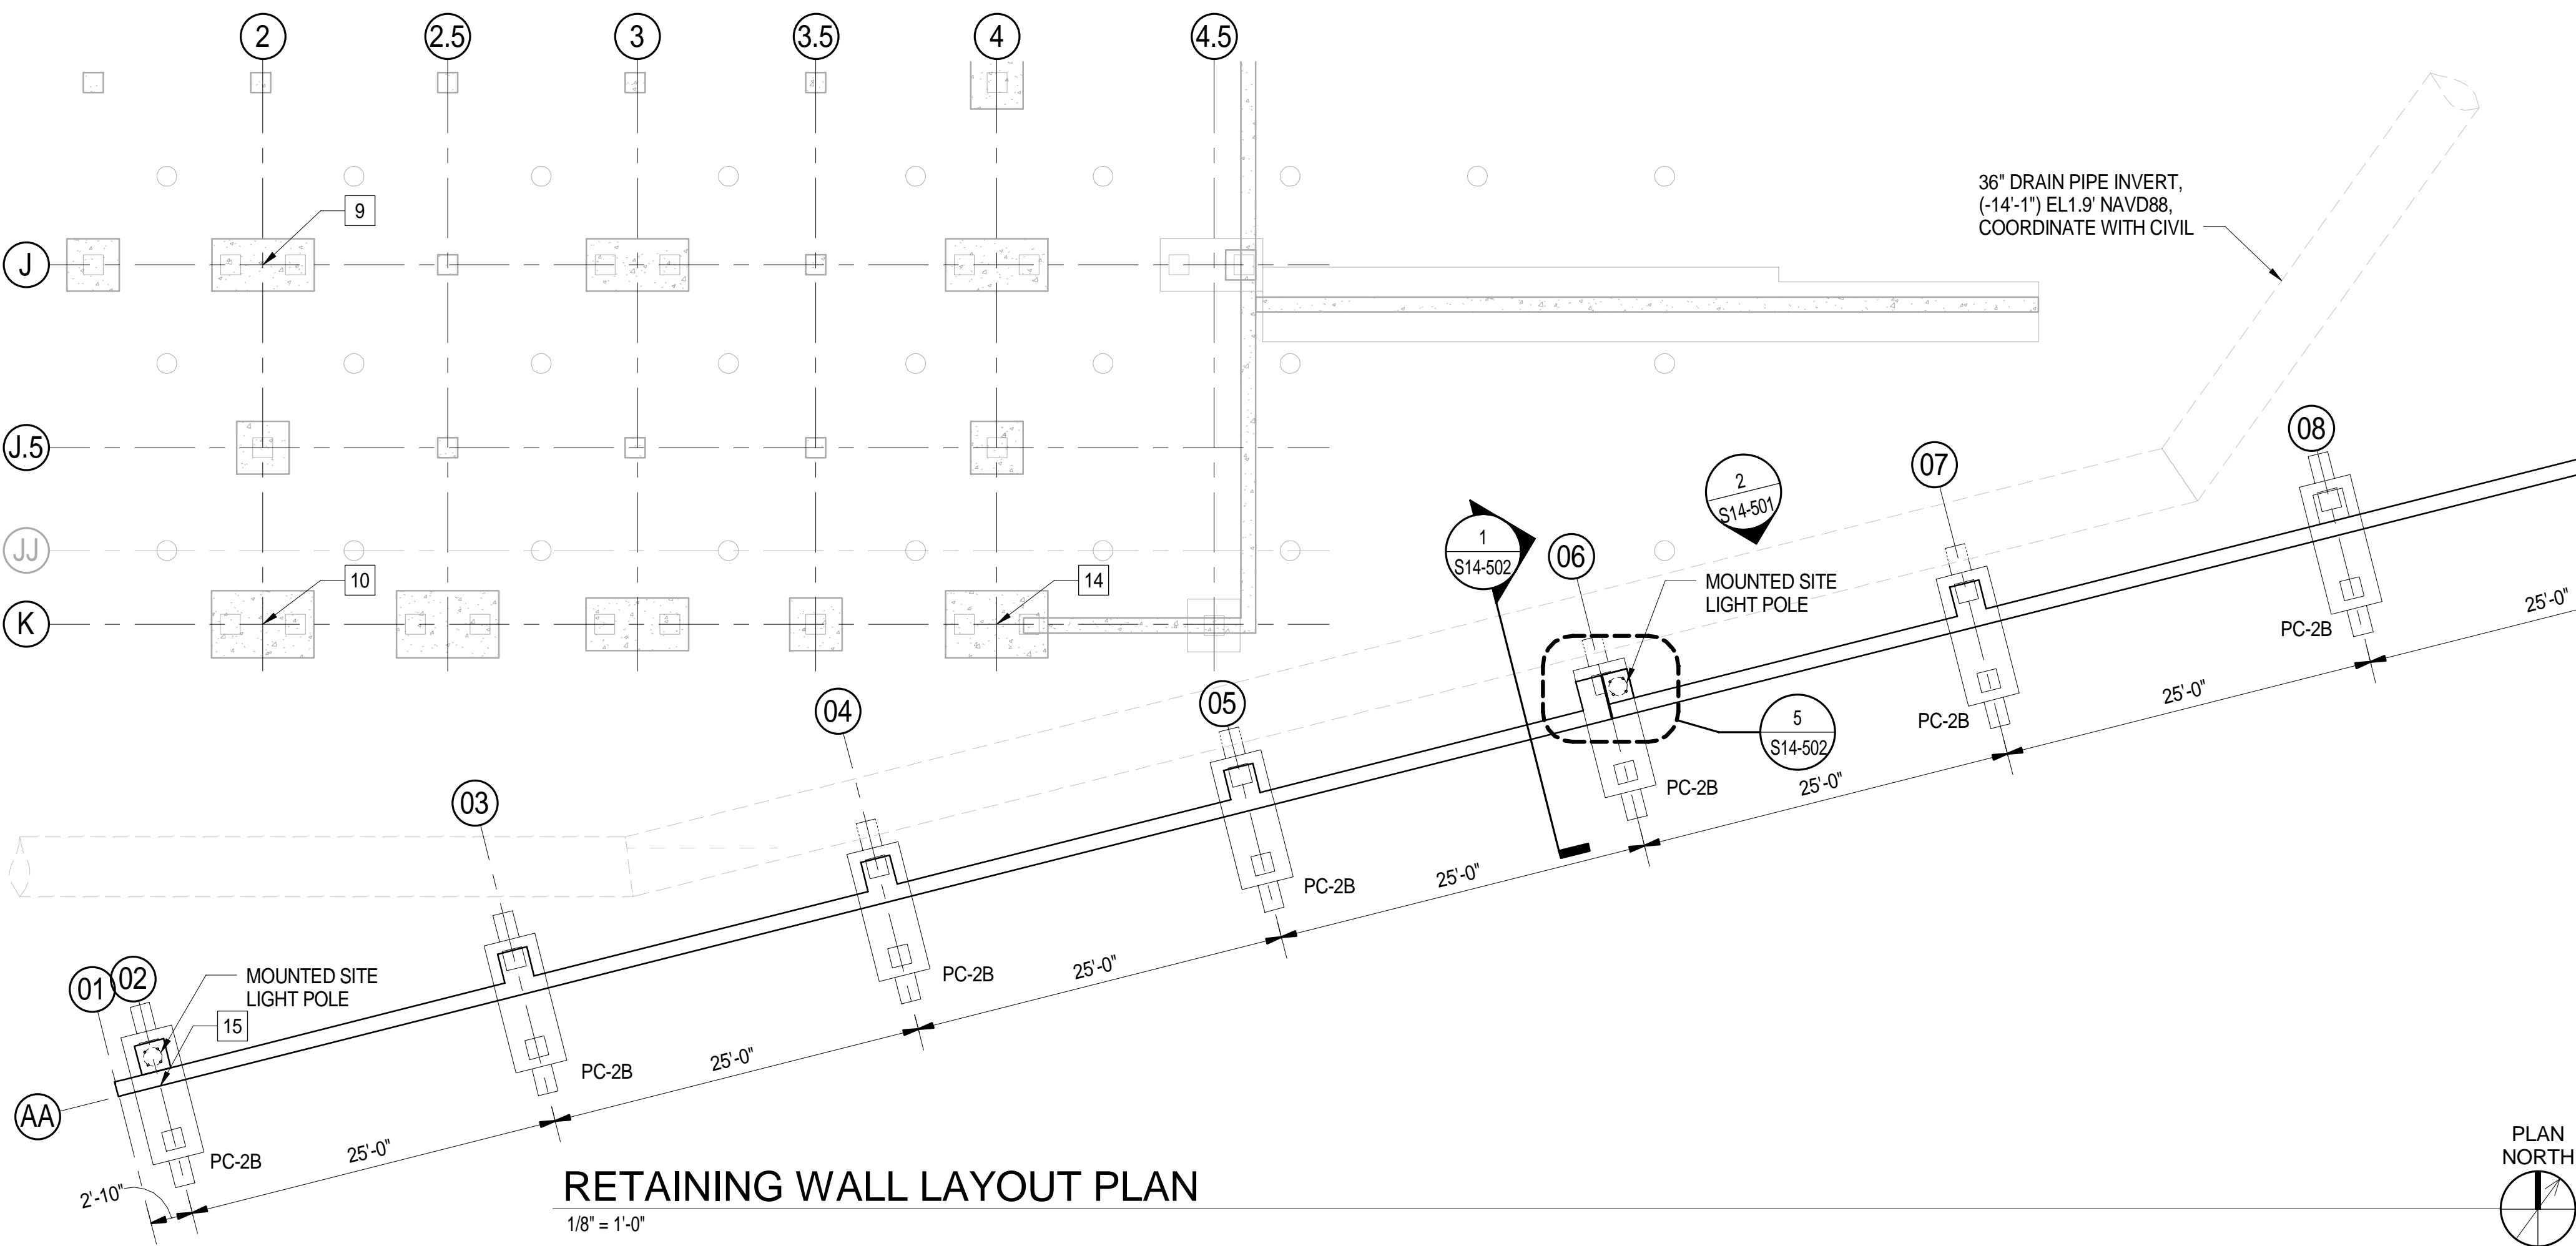 2
2.5
3
3.5
4
4.5
9
36" DRAIN PIPE INVERT,
(-14'-1") EL1.9' NAVD88,
COORDINATE WITH CIVIL
J
J.5
08
07
2
S14-501
1
S14-502
06
JJ
10
14
MOUNTED SITE
LIGHT POLE
K
25'-0"
PC-2B
25'-0"
05
04
PC-2B
5
S14-502
25'-0"
PC-2B
03
25'-0"
PC-2B
25'-0"
PC-2B
01
02
MOUNTED SITE
LIGHT POLE
15
25'-0"
PC-2B
AA
25'-0"
PC-2B
2'-10"
RETAINING WALL LAYOUT PLAN
1/8" = 1'-0"
PLAN
NORTH